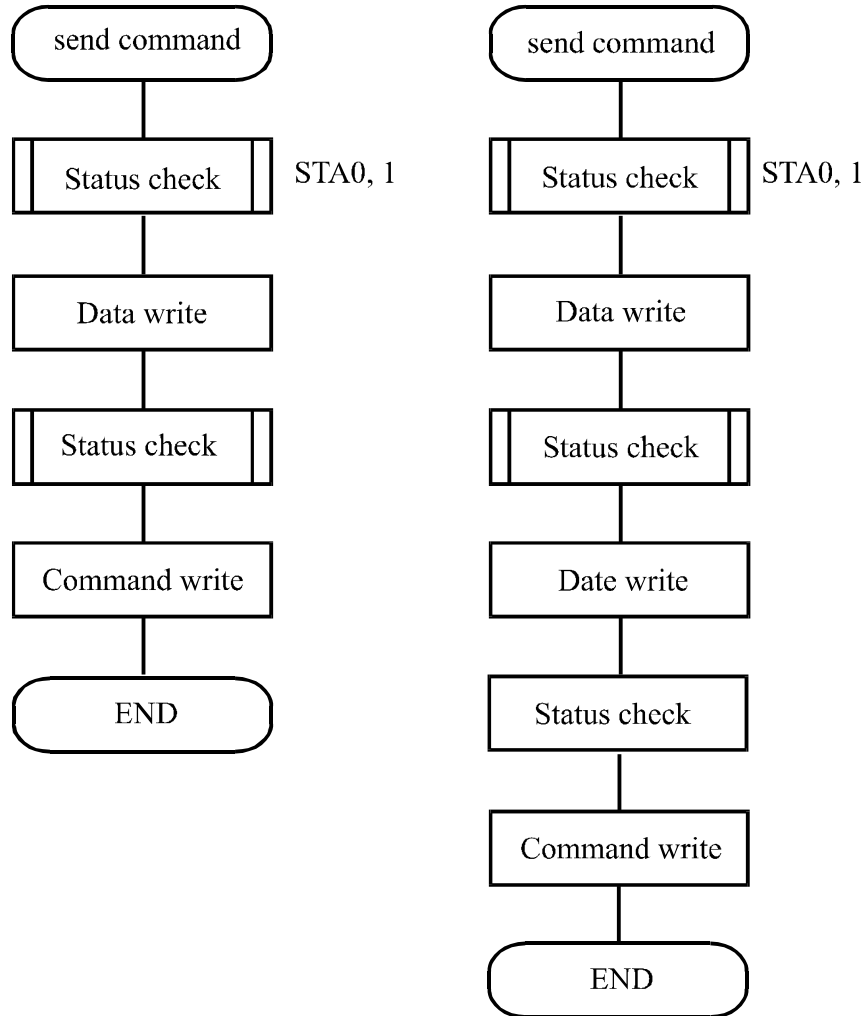 send command
Status check
STA0, 1
Data write
Status check
Command write
END
send command
Status check
STA0, 1
Data write
Status check
Date write
Status check
Command write
END